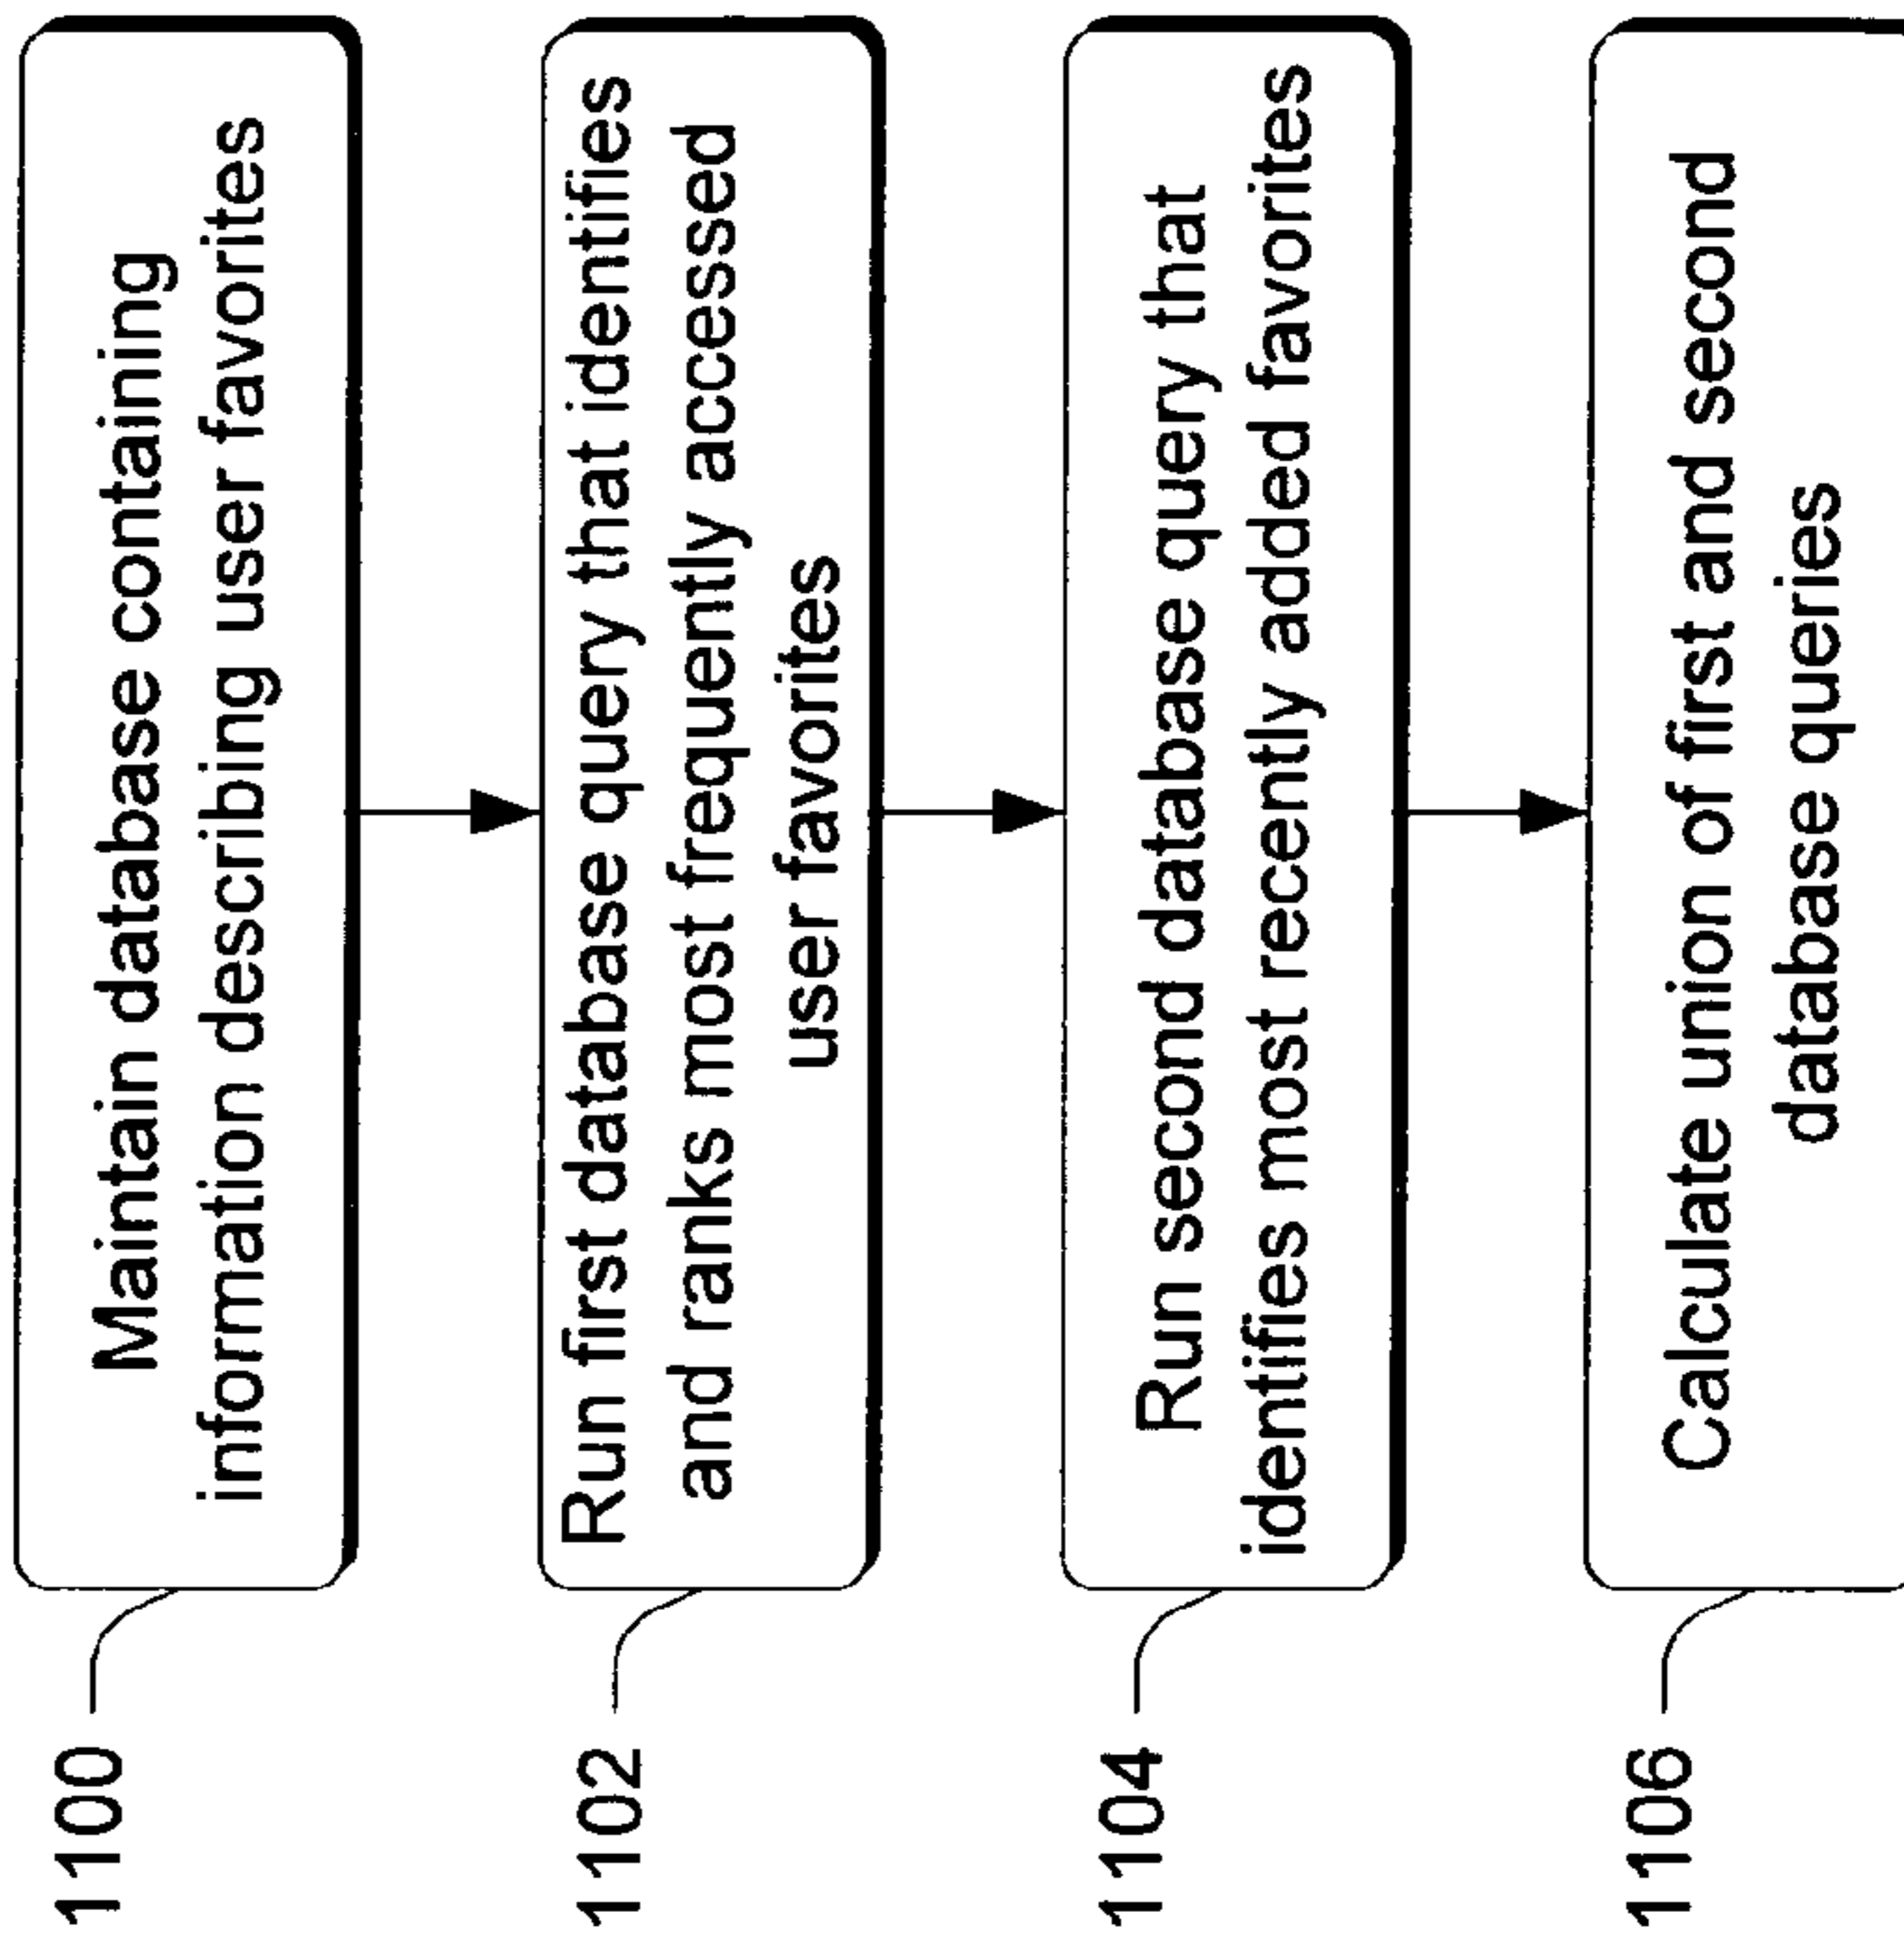 1100
Maintain database containing
information describing user favorites
1102
Run first database query that identifies
and ranks most frequently accessed
user favorites
1104
Run second database query that
identifies most recently added favorites
1106
Calculate union of first and second
database queries